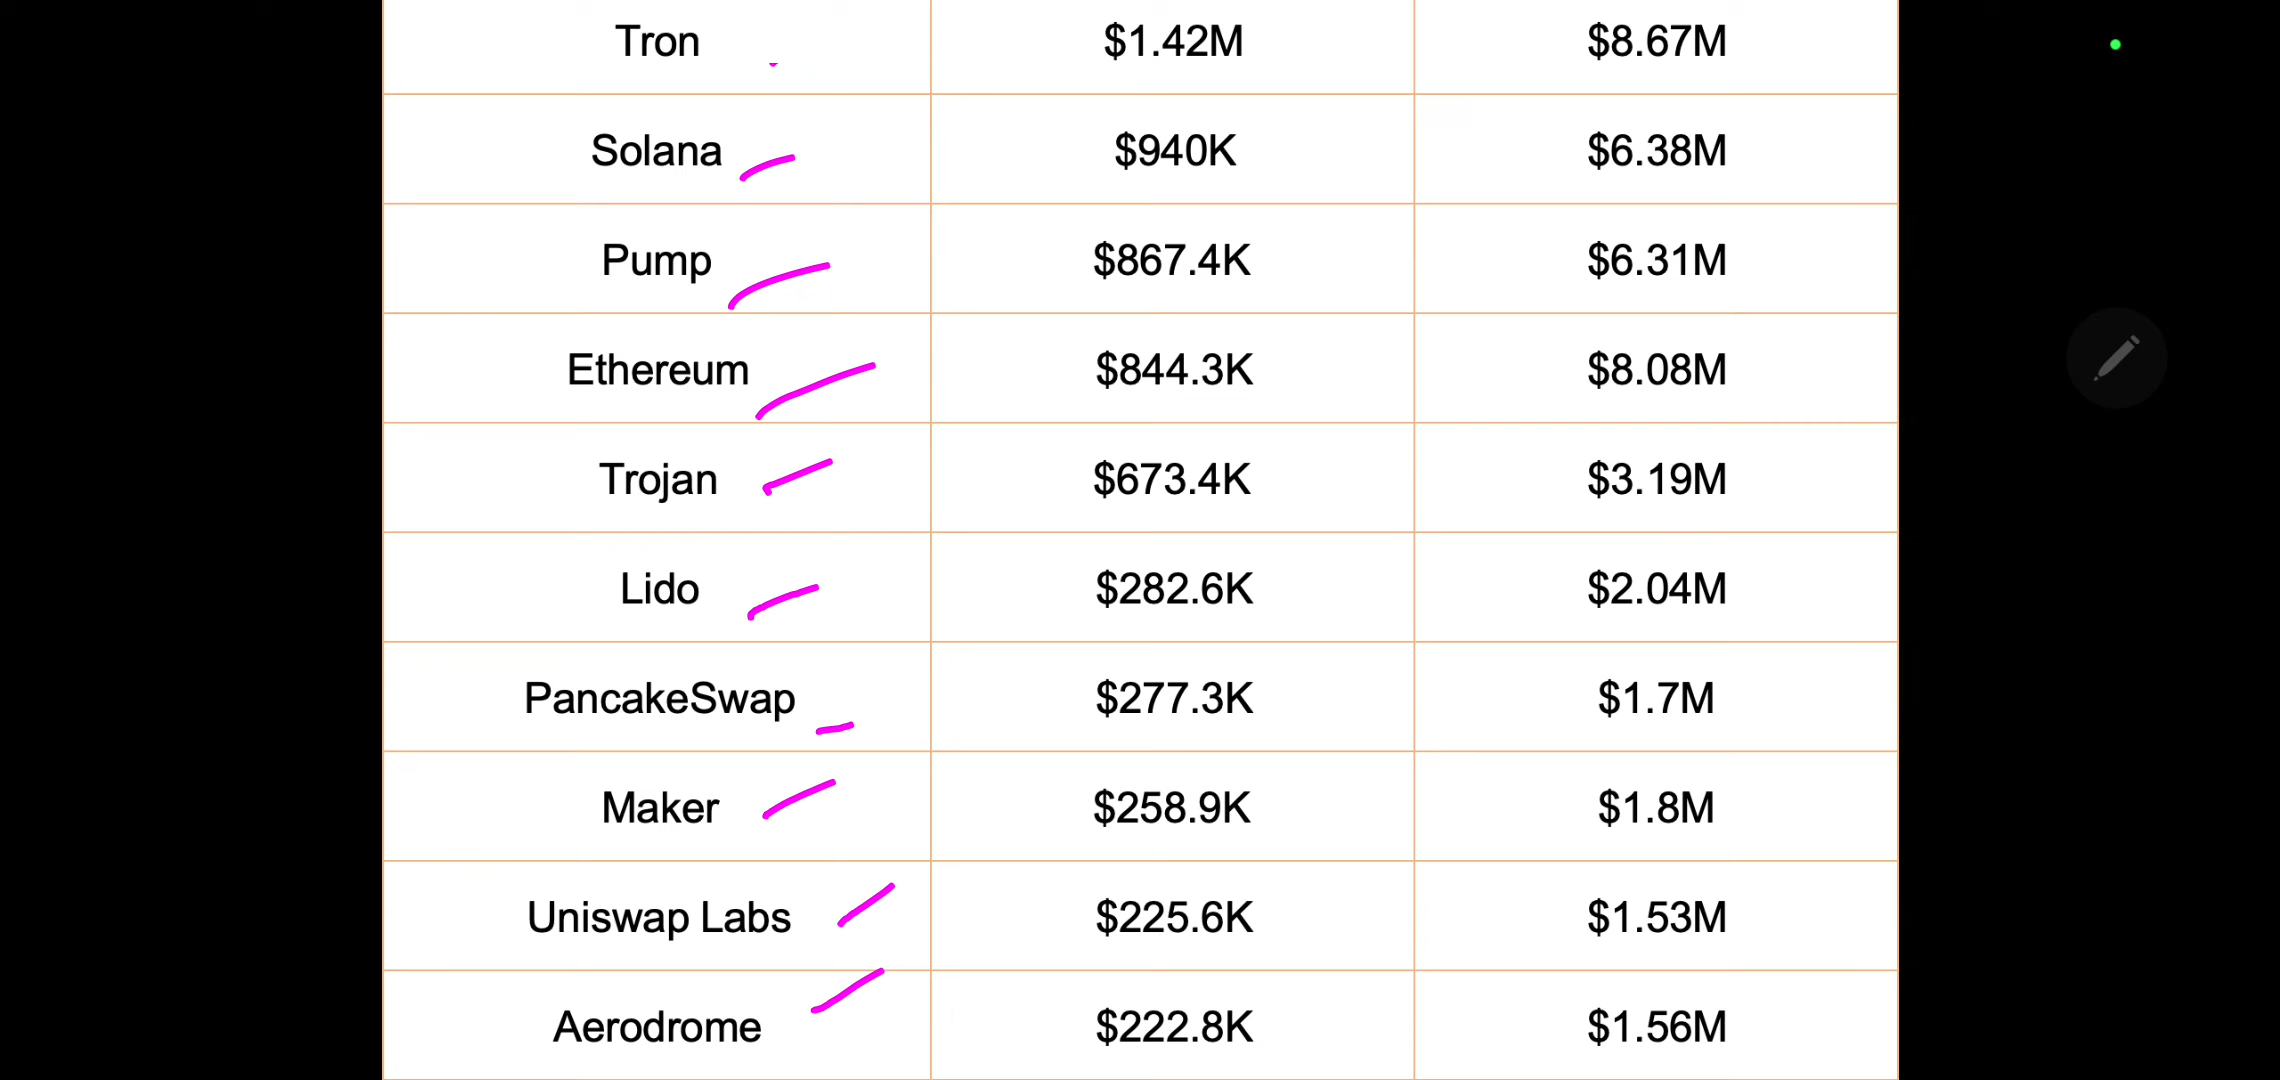 Tron $1.42M $8.67M
Solana $940K $6.38M
Pump $867.4K $6.31M
Ethereum $844.3K $8.08M
Trojan $673.4K $3.19M
Lido $282.6K $2.04M
PancakeSwap $277.3K $1.7M
Maker $258.9K $1.8M
Uniswap Labs $225.6K $1.53M
Aerodrome $222.8K $1.56M